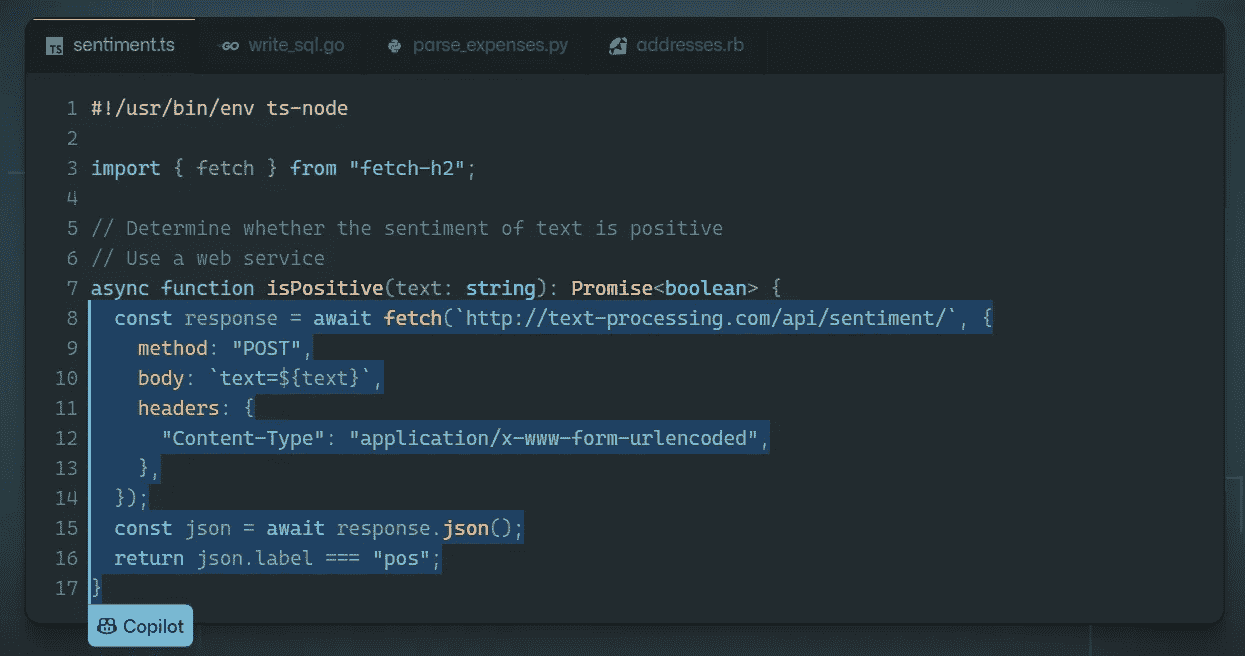 sentiment.ts write_sql.go parse_expenses.py addresses.rb
1 #!/usr/bin/env ts-node
2
3 import { fetch } from "fetch-h2";
4
5 // Determine whether the sentiment of text is positive
6 // Use a web service
7 async function isPositive(text: string): Promise<boolean> {
8 const response = await fetch(`http://text-processing.com/api/sentiment/`, {
9 method: "POST",
10 body: `text=${text}`,
11 headers: {
12 "Content-Type": "application/x-www-form-urlencoded",
13 },
14 });
15 const json = await response.json();
16 return json.label === "pos";
17 }
Copilot